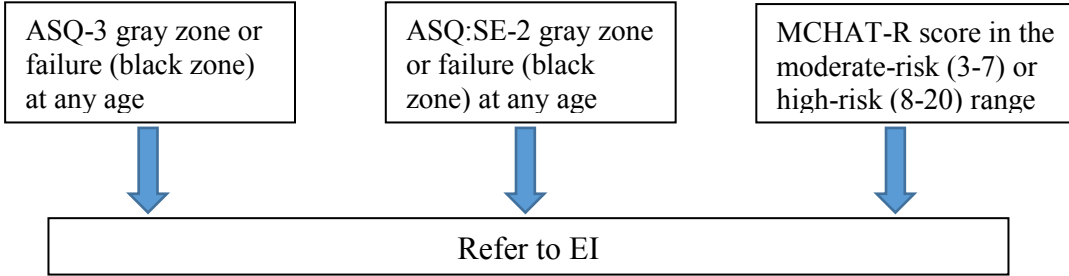 ASQ-3 gray zone or
failure (black zone)
at any age
ASQ:SE-2 gray zone
or failure (black
zone) at any age
MCHAT-R score in the
moderate-risk (3-7) or
high-risk (8-20) range
Refer to EI